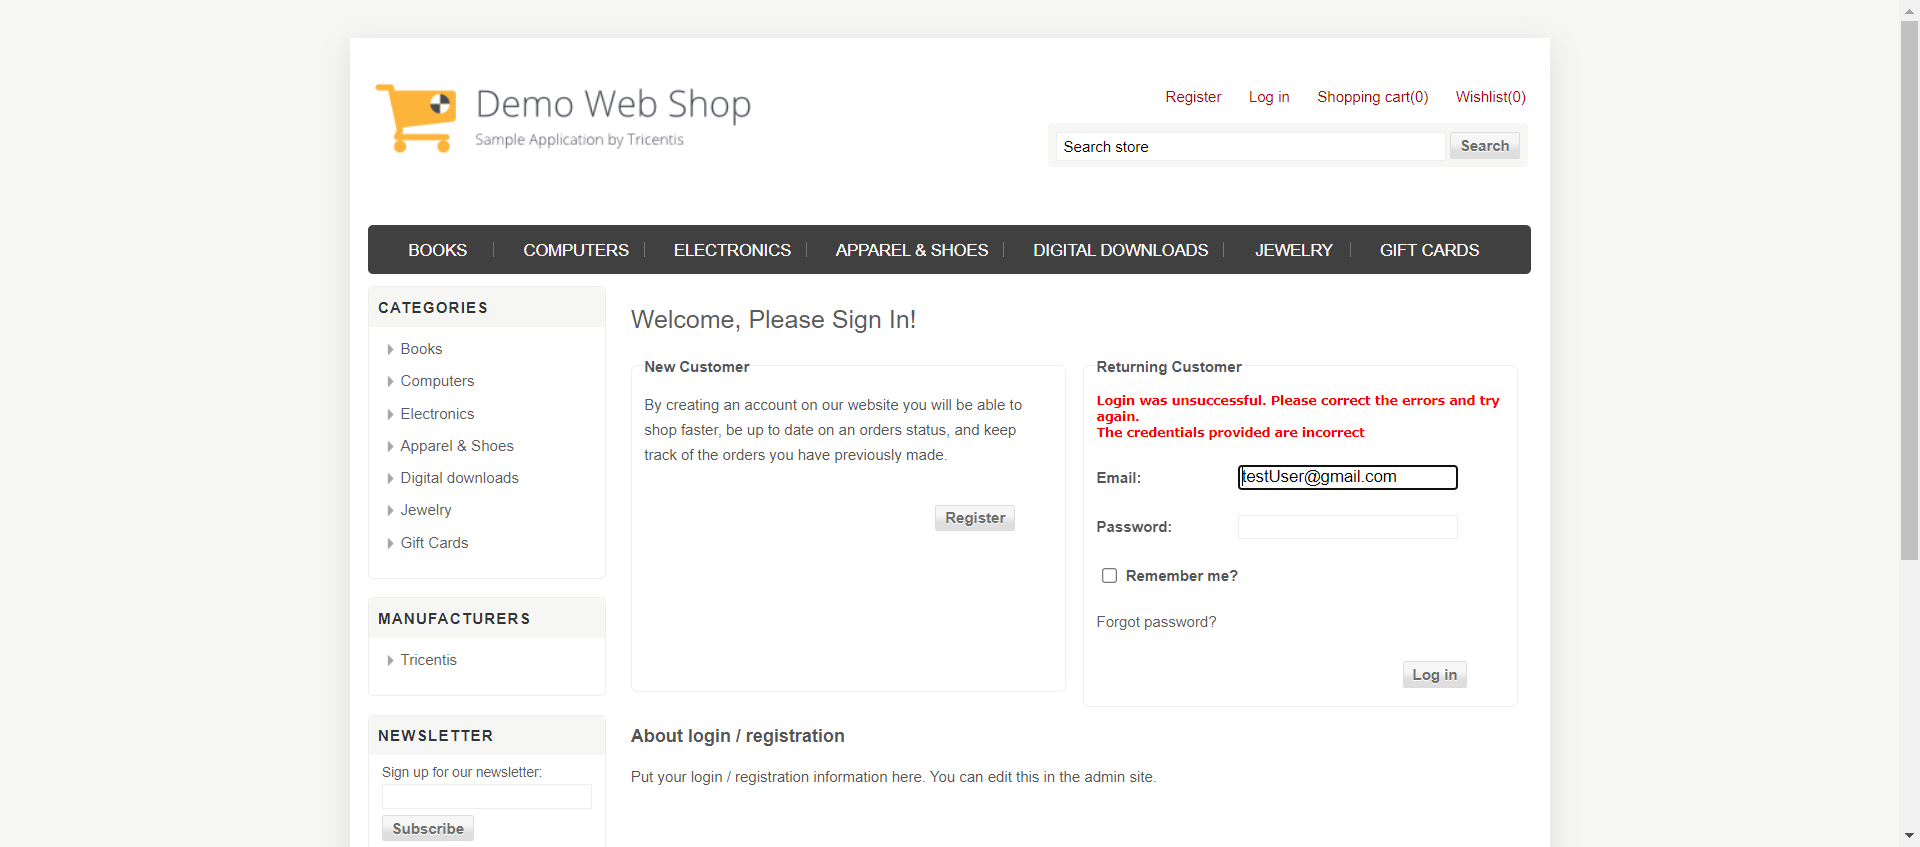 Demo Web Shop
Sample Application by Tricentis
Register
Log in
Shopping cart(0)
Wishlist(0)
Search store
Search
BOOKS
COMPUTERS
ELECTRONICS
APPAREL & SHOES
DIGITAL DOWNLOADS
JEWELRY
GIFT CARDS
CATEGORIES
Books
Computers
Electronics
Apparel & Shoes
Digital downloads
Jewelry
Gift Cards
MANUFACTURERS
Tricentis
NEWSLETTER
Sign up for our newsletter:
Subscribe
Welcome, Please Sign In!
New Customer
By creating an account on our website you will be able to
shop faster, be up to date on an orders status, and keep
track of the orders you have previously made.
Register
Returning Customer
Login was unsuccessful. Please correct the errors and try
again.
The credentials provided are incorrect
Email:
testUser@gmail.com
Password:
Remember me?
Forgot password?
Log in
About login / registration
Put your login / registration information here. You can edit this in the admin site.